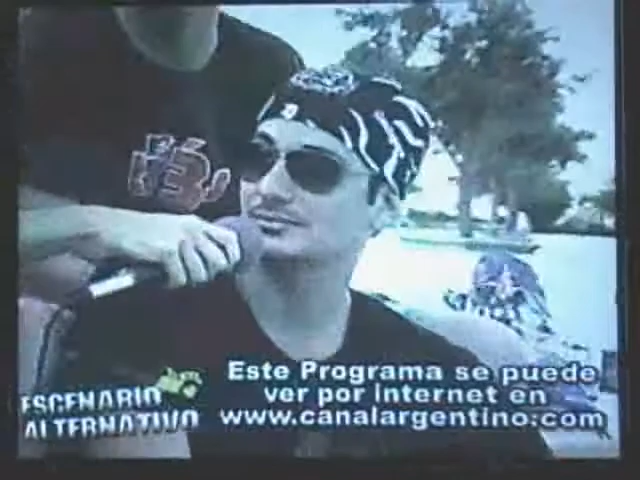 Este Programa se puede
ver por internet en
www.canalargentino.com
ESCENARIO
ALTERNATIVO